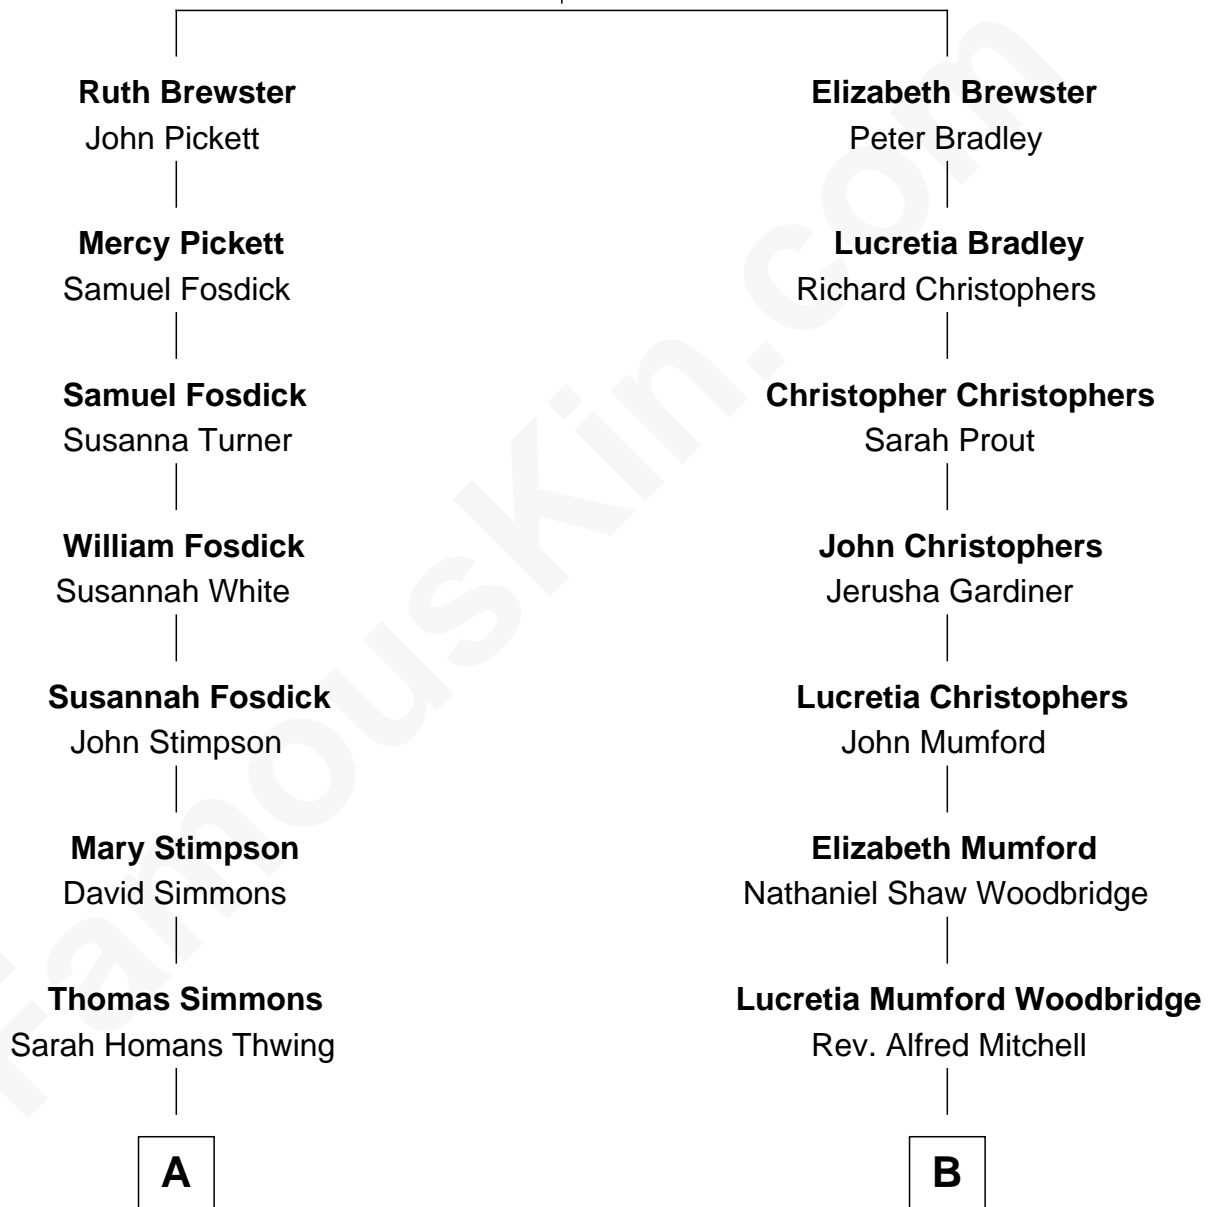 Ruth Brewster
John Pickett
Elizabeth Brewster
Peter Bradley
Mercy Pickett
Samuel Fosdick
Lucretia Bradley
Richard Christophers
Samuel Fosdick
Susanna Turner
Christopher Christophers
Sarah Prout
William Fosdick
Susannah White
John Christophers
Jerusha Gardiner
Susannah Fosdick
John Stimpson
Lucretia Christophers
John Mumford
Mary Stimpson
David Simmons
Elizabeth Mumford
Nathaniel Shaw Woodbridge
Thomas Simmons
Sarah Homans Thwing
Lucretia Mumford Woodbridge
Rev. Alfred Mitchell
A
B
FamousKin.com